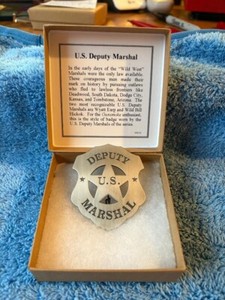 U.S. Deputy Marshal
In the early days of the "Wild West"
Marshals were the only law available.
These courageous men made their
mark on history by pursuing outlaws
who fled to lawless frontiers like
Deadwood, South Dakota, Dodge City,
Kansas, and Tombstone, Arizona. The
two most recognizable U.S. Deputy
Marshals are Wyatt Earp and Wild Bill
Hickok. For the Gunsmoke enthusiast,
this is the style of badge worn by the
U.S. Deputy Marshals of the series.
DEPUTY
U.S.
MARSHAL